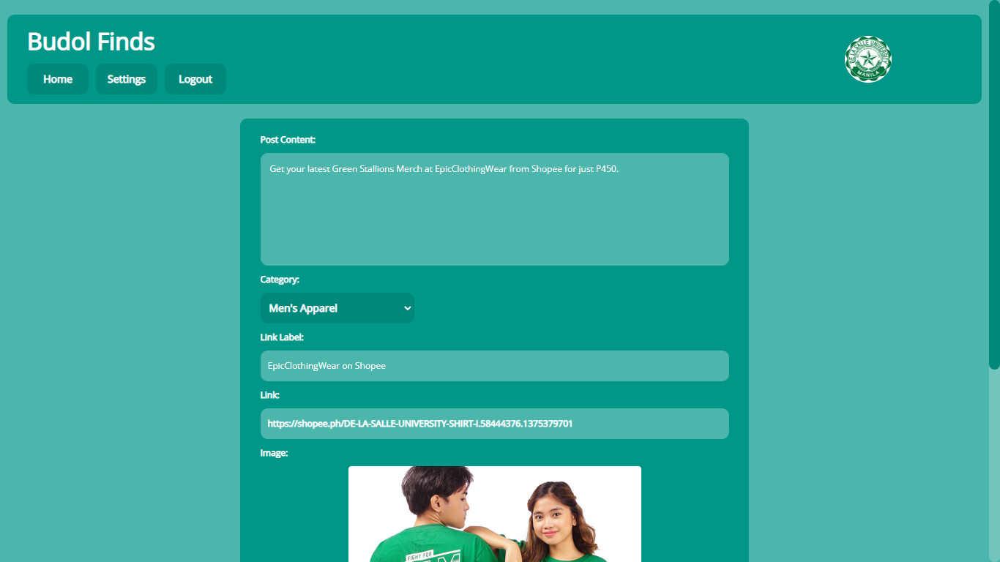 Budol Finds
Home Settings Logout
DE LA SALLE UNIVERSITY
MANILA
Post Content:
Get your latest Green Stallions Merch at EpicClothingWear from Shopee for just P450.
Category:
Men's Apparel
Link Label:
EpicClothingWear on Shopee
Link:
https://shopee.ph/DE-LA-SALLE-UNIVERSITY-SHIRT-i.58444376.1375379701
Image:
FIGHT FOR